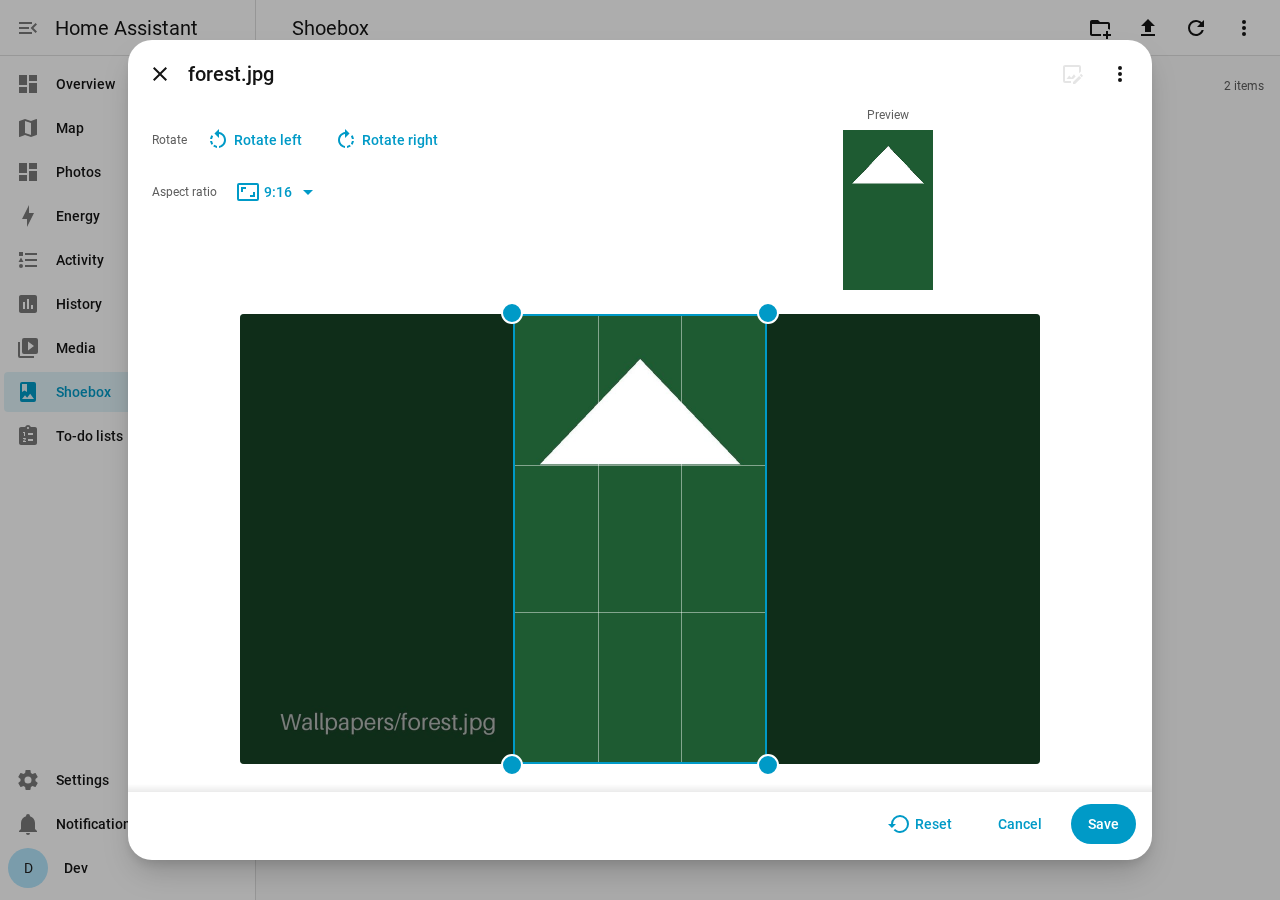 Home Assistant
Shoebox
Overview
Map
Photos
Energy
Activity
History
Media
Shoebox
To-do lists
Settings
Notification
D
Dev
2 items
forest.jpg
Rotate
Rotate left
Rotate right
Aspect ratio
9:16
Preview
Wallpapers/forest.jpg
Reset
Cancel
Save